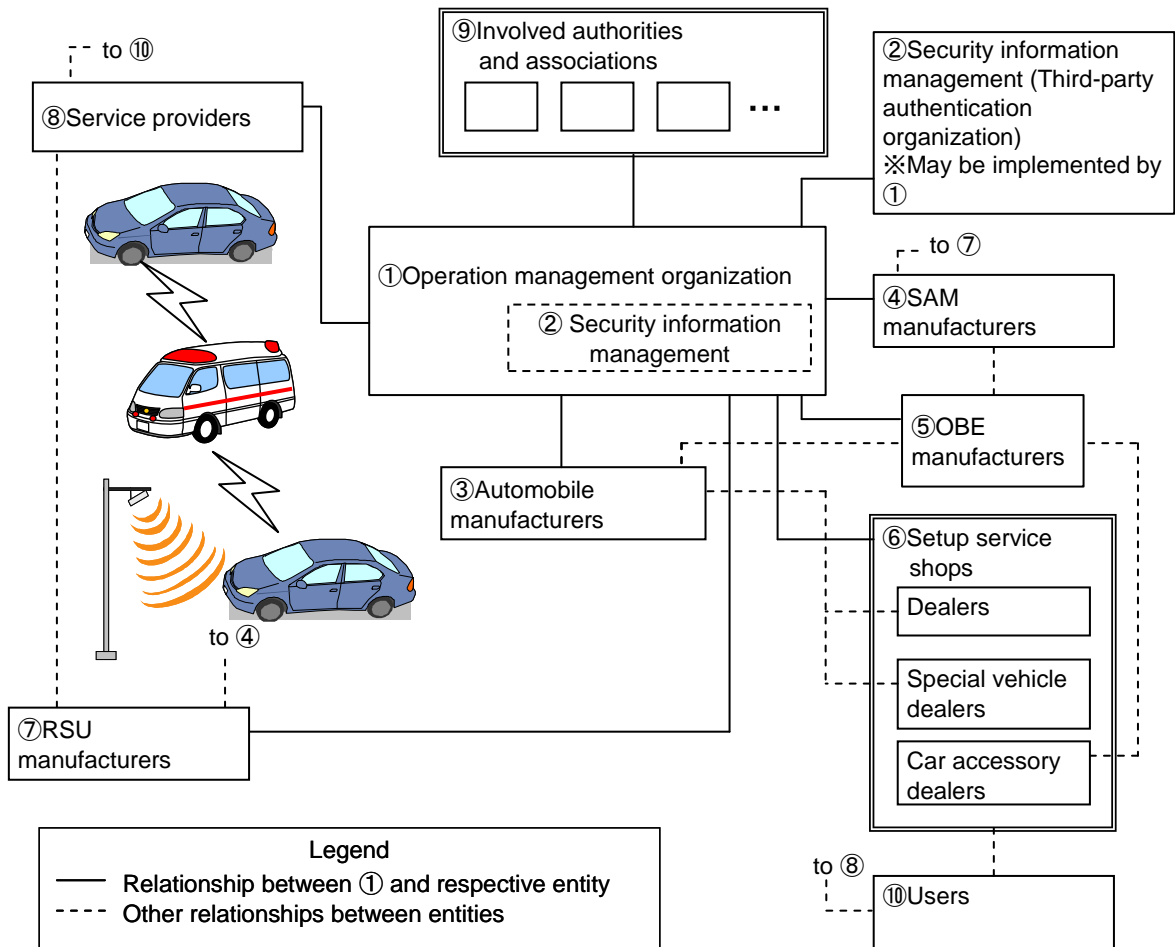 ⑨Involved authorities
and associations
...
to ⑩
⑧Service providers
②Security information
management (Third-party
authentication
organization)
※May be implemented by
①
①Operation management organization
② Security information
management
to ⑦
④SAM
manufacturers
⑤OBE
manufacturers
③Automobile
manufacturers
⑥Setup service
shops
Dealers
Special vehicle
dealers
Car accessory
dealers
to ④
⑦RSU
manufacturers
Legend
Relationship between ① and respective entity
Other relationships between entities
to ⑧
⑩Users